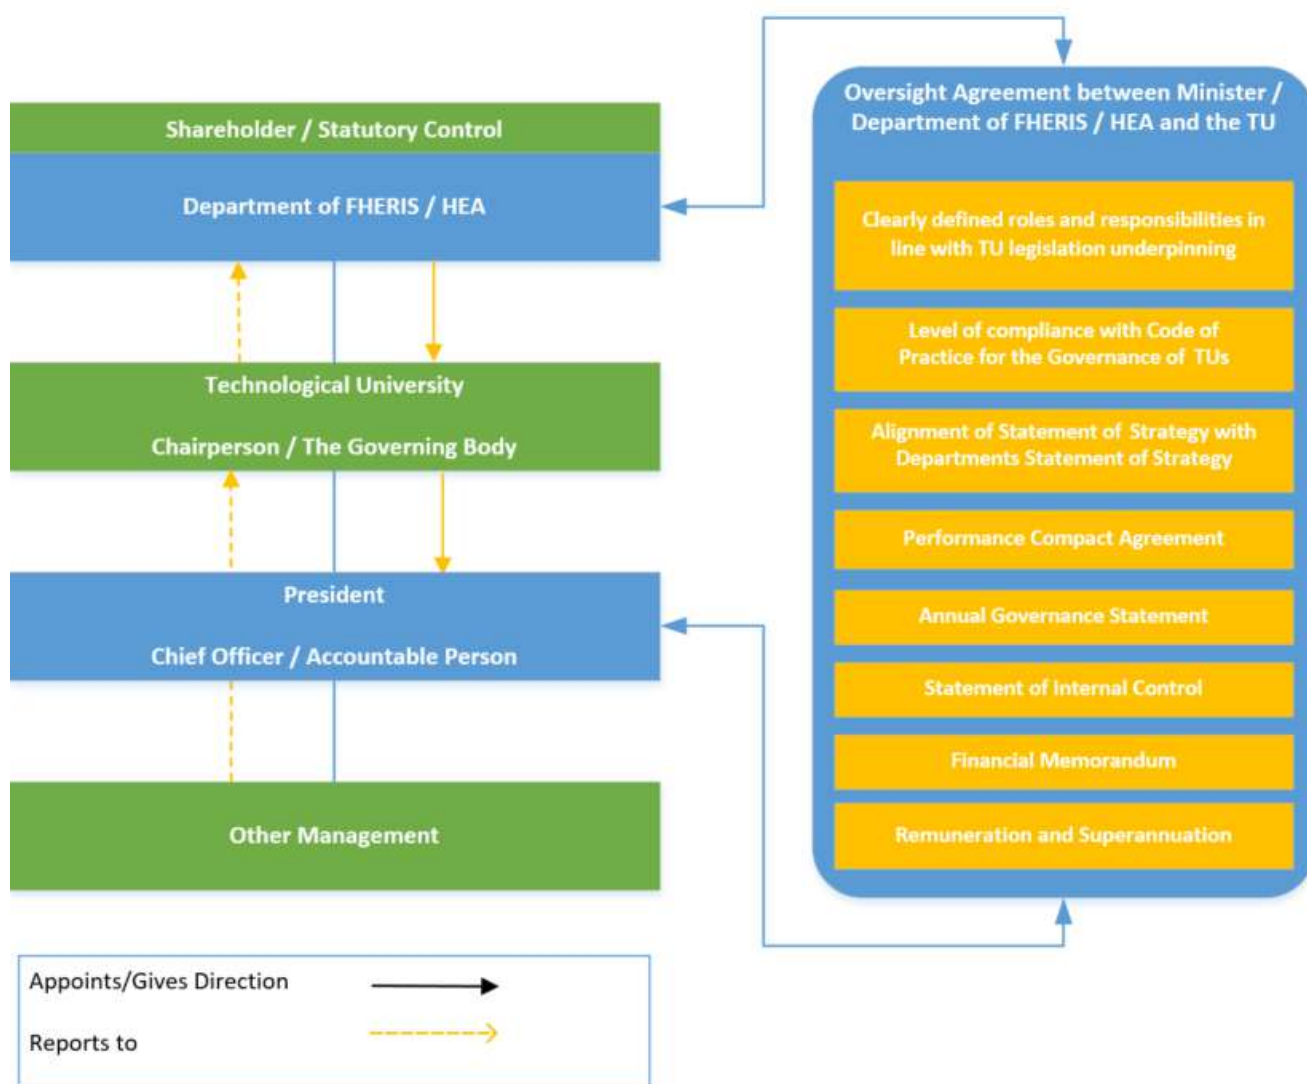 Shareholder / Statutory Control
Department of FHERIS / HEA
Technological University
Chairperson / The Governing Body
President
Chief Officer / Accountable Person
Other Management
Appoints/Gives Direction
Reports to
Oversight Agreement between Minister /
Department of FHERIS / HEA and the TU
Clearly defined roles and responsibilities in
line with TU legislation underpinning
Level of compliance with Code of
Practice for the Governance of TUs
Alignment of Statement of Strategy with
Departments Statement of Strategy
Performance Compact Agreement
Annual Governance Statement
Statement of Internal Control
Financial Memorandum
Remuneration and Superannuation